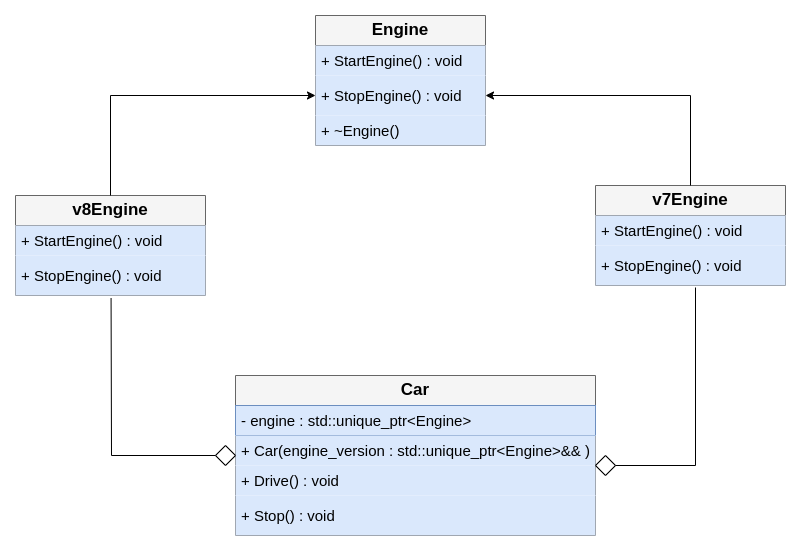 Engine
+ StartEngine() : void
+ StopEngine() : void
+ ~Engine()
v8Engine
+ StartEngine() : void
+ StopEngine() : void
v7Engine
+ StartEngine() : void
+ StopEngine() : void
Car
- engine : std::unique_ptr<Engine>
+ Car(engine_version : std::unique_ptr<Engine>&& )
+ Drive() : void
+ Stop() : void